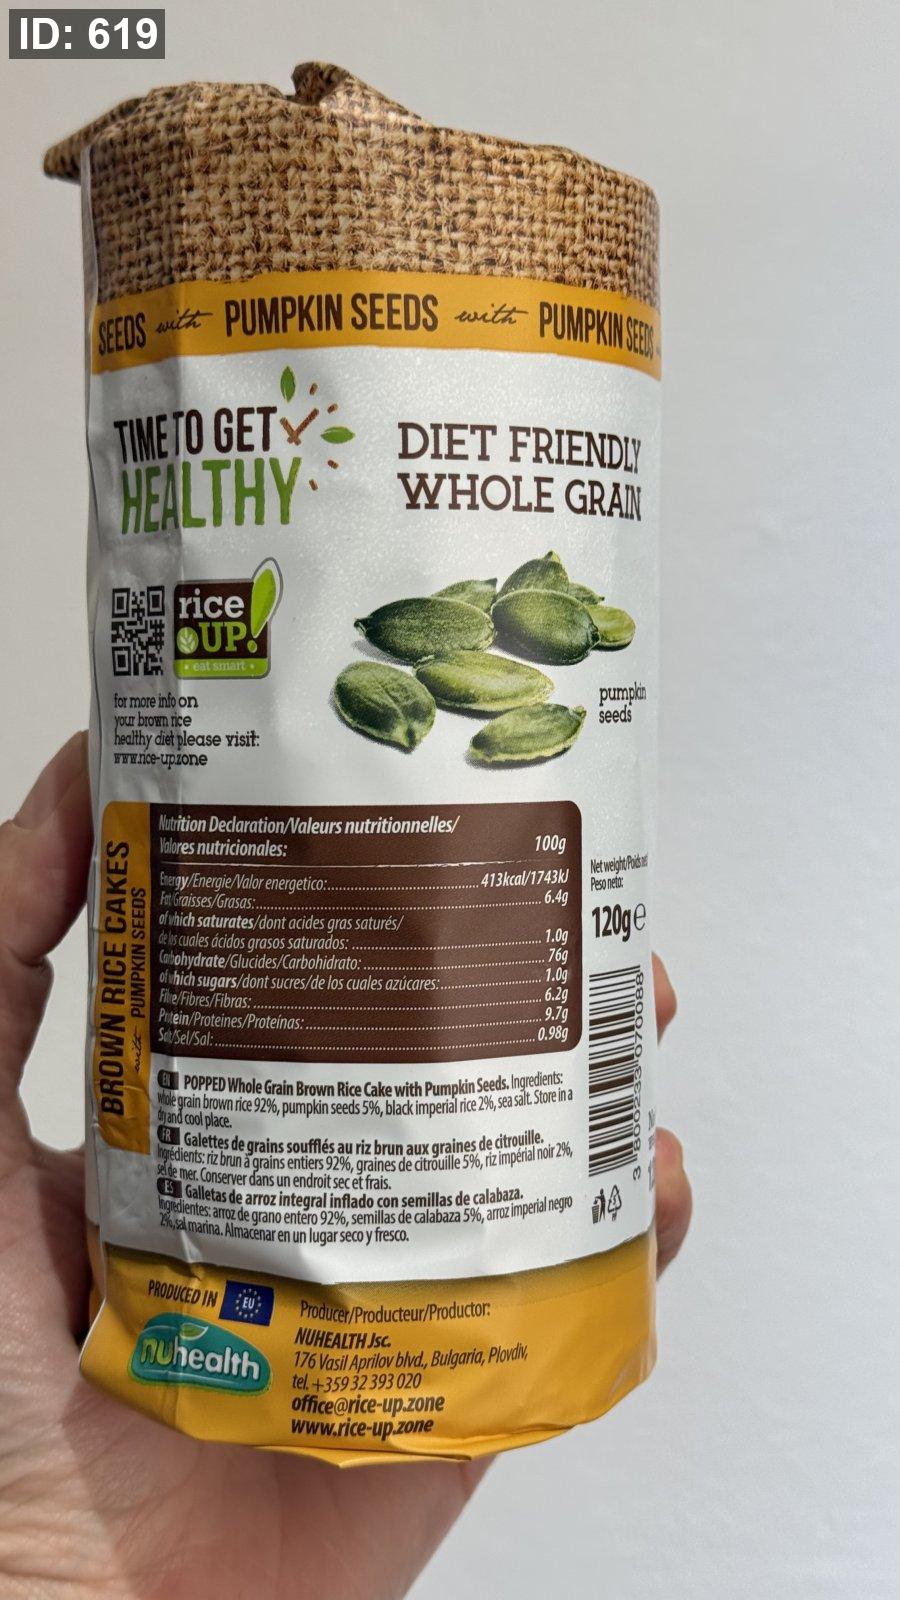 ID: 619
SEEDS with PUMPKIN SEEDS with PUMPKIN SEEDS
TIME TO GET
HEALTHY
DIET FRIENDLY
WHOLE GRAIN
rice
UP!
• eat smart •
for more info on
your brown rice
healthy diet please visit:
www.rice-up.zone
pumpkin
seeds
BROWN RICE CAKES
with PUMPKIN SEEDS
Nutrition Declaration/Valeurs nutritionnelles/
Valores nutricionales: 100g
Energy/Energie/Valor energetico: 413kcal/1743kJ
Fat/Graisses/Grasas: 6.4g
of which saturates/dont acides gras saturés/
de los cuales ácidos grasos saturados: 1.0g
Carbohydrate/Glucides/Carbohidrato: 76g
of which sugars/dont sucres/de los cuales azúcares: 1.0g
Fibre/Fibres/Fibras: 6.2g
Protein/Proteines/Proteínas: 9.7g
Salt/Sel/Sal: 0.98g
Net weight/Poids net
Peso neto:
120g e
3 800233 070088
EN POPPED Whole Grain Brown Rice Cake with Pumpkin Seeds. Ingredients:
whole grain brown rice 92%, pumpkin seeds 5%, black imperial rice 2%, sea salt. Store in a
dry and cool place.
FR Galettes de grains soufflés au riz brun aux graines de citrouille.
Ingrédients: riz brun à grains entiers 92%, graines de citrouille 5%, riz impérial noir 2%,
sel de mer. Conserver dans un endroit sec et frais.
ES Galletas de arroz integral inflado con semillas de calabaza.
Ingredientes: arroz de grano entero 92%, semillas de calabaza 5%, arroz imperial negro
2%, sal marina. Almacenar en un lugar seco y fresco.
PRODUCED IN EU
nuhealth
Producer/Producteur/Productor:
NUHEALTH Jsc.
176 Vasil Aprilov blvd., Bulgaria, Plovdiv,
tel. +359 32 393 020
office@rice-up.zone
www.rice-up.zone